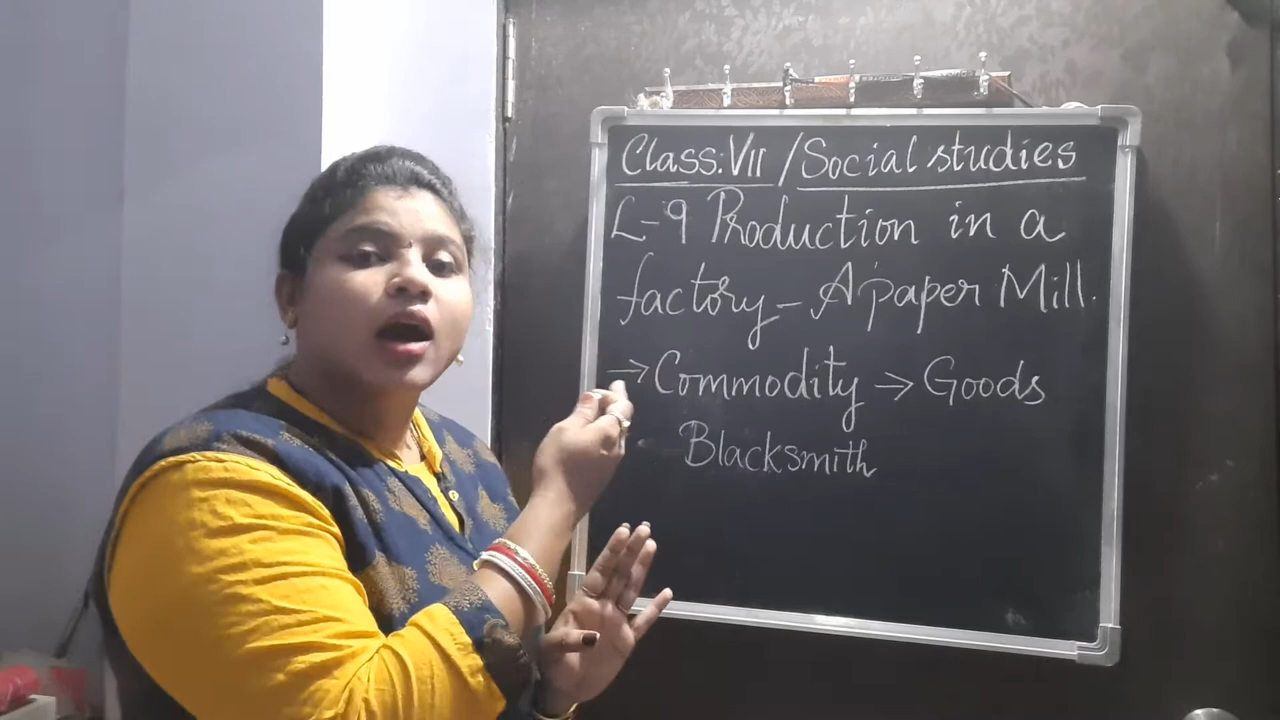 Class: VII / Social studies
L-9 Production in a
factory - A paper Mill.
→ Commodity → Goods
Blacksmith